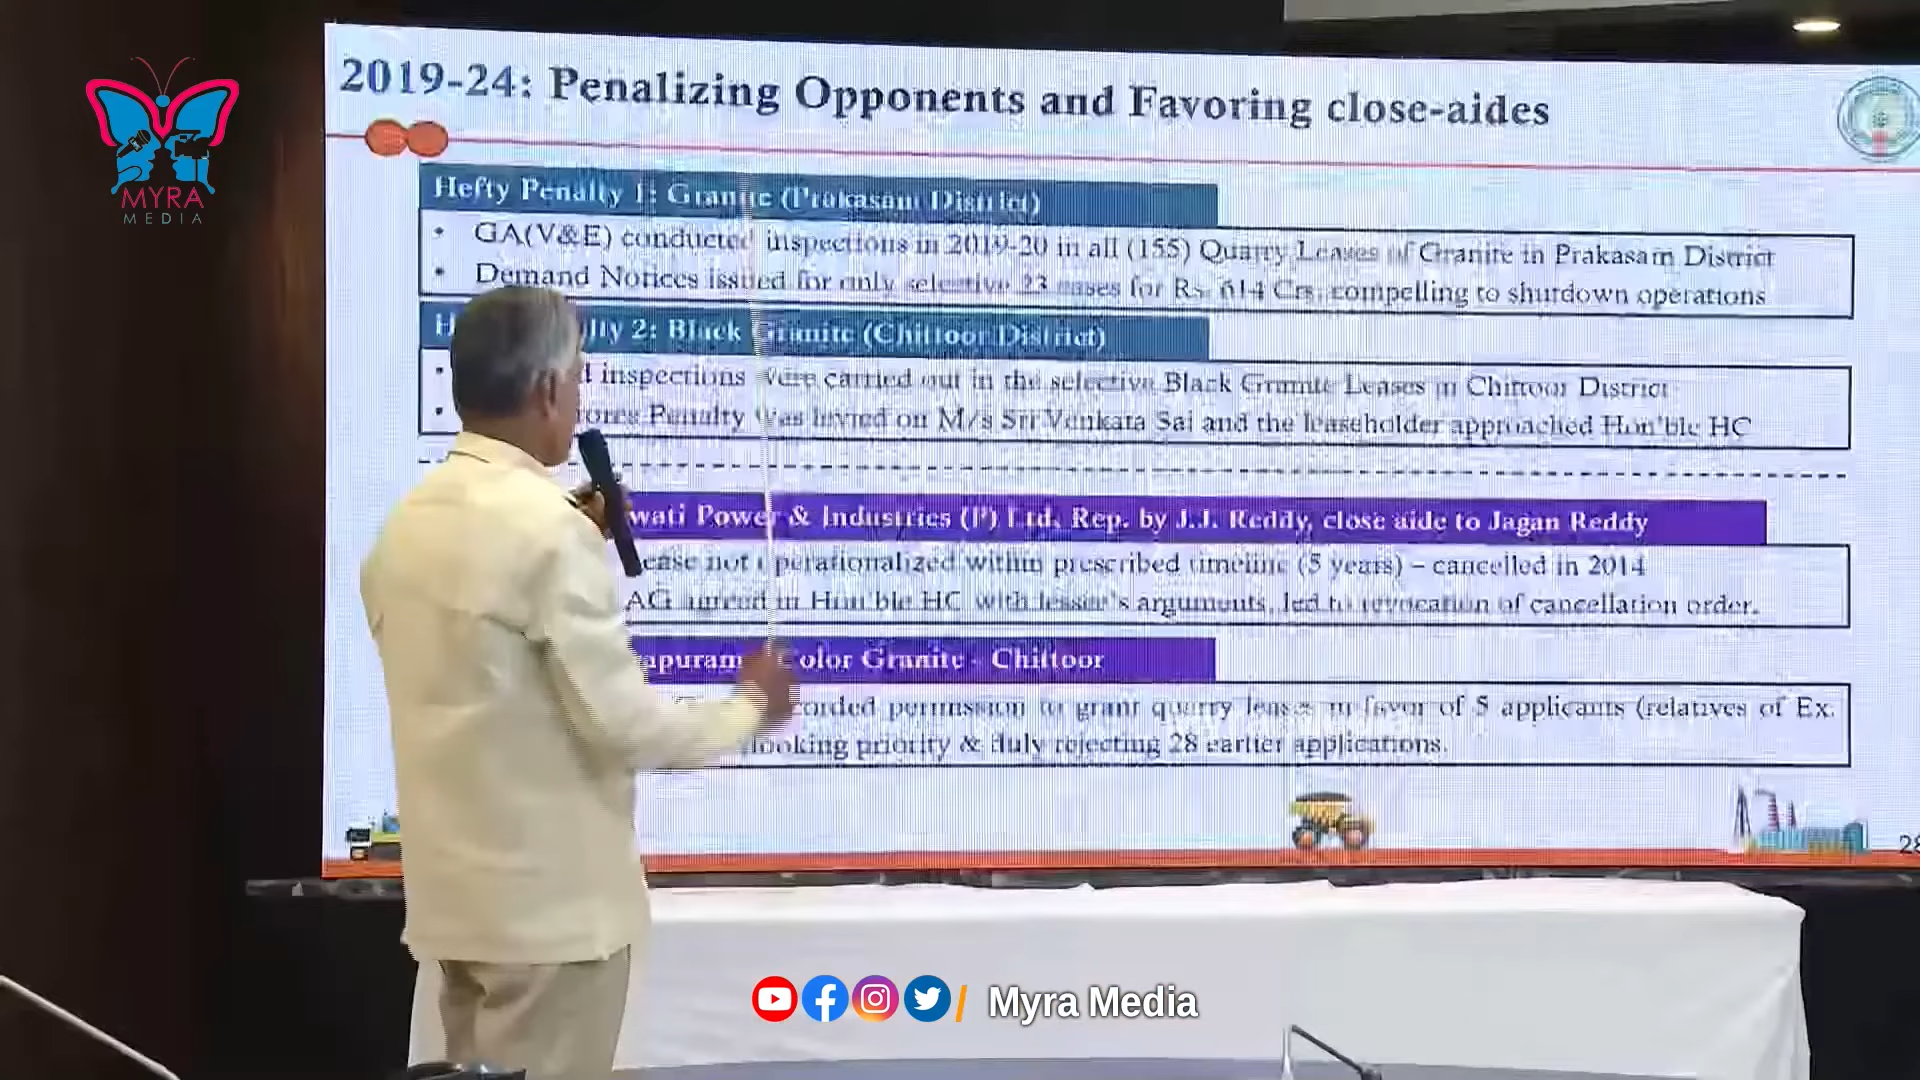 MYRA
MEDIA
2019-24: Penalizing Opponents and Favoring close-aides
Hefty Penalty 1: Granite (Prakasam District)
• GA(V&E) conducted inspections in 2019-20 in all (155) Quarry Leases of Granite in Prakasam District
• Demand Notices issued for only selective 23 cases for Rs. 614 Crs. compelling to shutdown operations
2: Black Granite (Chittoor District)
• inspections were carried out in the selective Black Granite Leases in Chittoor District
• Penalty was levied on M/s Sri Venkata Sai and the leaseholder approached Hon'ble HC
Power & Industries (P) Ltd. Rep. by J.J. Reddy, close aide to Jagan Reddy
not operationalized within prescribed timeline (5 years) – cancelled in 2014
AG agreed in Hon'ble HC with lessee's arguments, led to revocation of cancellation order.
Color Granite - Chittoor
permission to grant quarry leases in favor of 5 applicants (relatives of Ex.
priority & duly rejecting 28 earlier applications.
28
/ Myra Media